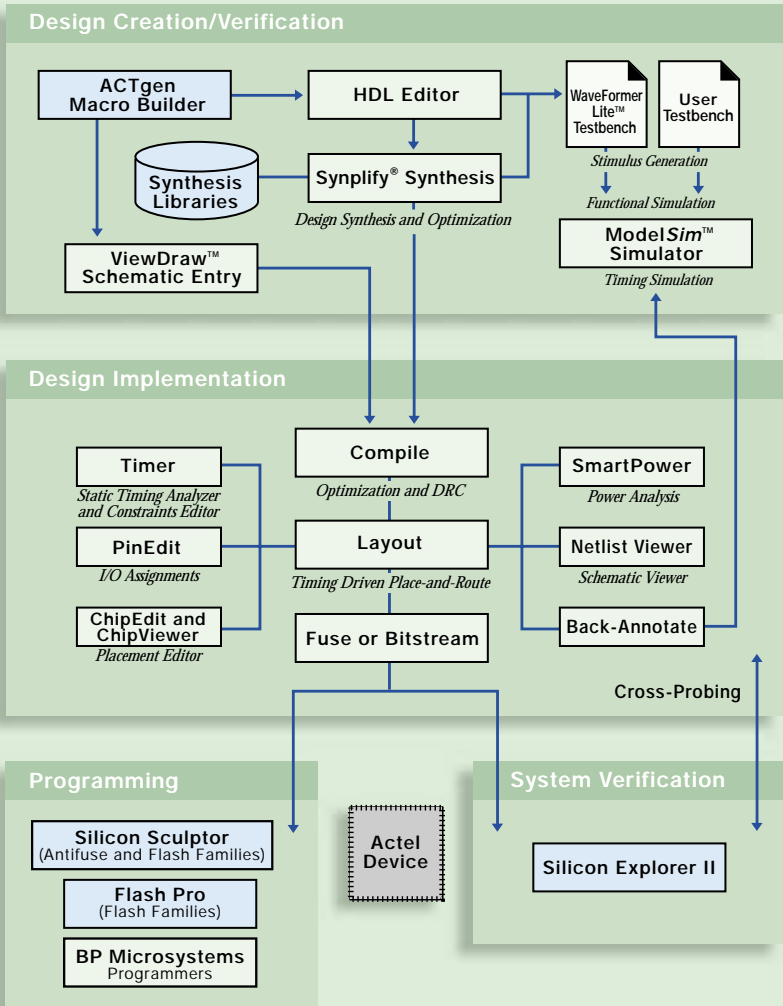 Design Creation/Verification
ACTgen
Macro Builder
HDL Editor
WaveFormer
Lite™
Testbench
User
Testbench
Synthesis
Libraries
Synplify® Synthesis
Design Synthesis and Optimization
Stimulus Generation
Functional Simulation
ViewDraw™
Schematic Entry
ModelSim™
Simulator
Timing Simulation
Design Implementation
Timer
Static Timing Analyzer
and Constraints Editor
PinEdit
I/O Assignments
ChipEdit and
ChipViewer
Placement Editor
Compile
Optimization and DRC
Layout
Timing Driven Place-and-Route
Fuse or Bitstream
SmartPower
Power Analysis
Netlist Viewer
Schematic Viewer
Back-Annotate
Cross-Probing
Programming
Silicon Sculptor
(Antifuse and Flash Families)
Flash Pro
(Flash Families)
BP Microsystems
Programmers
Actel
Device
System Verification
Silicon Explorer II